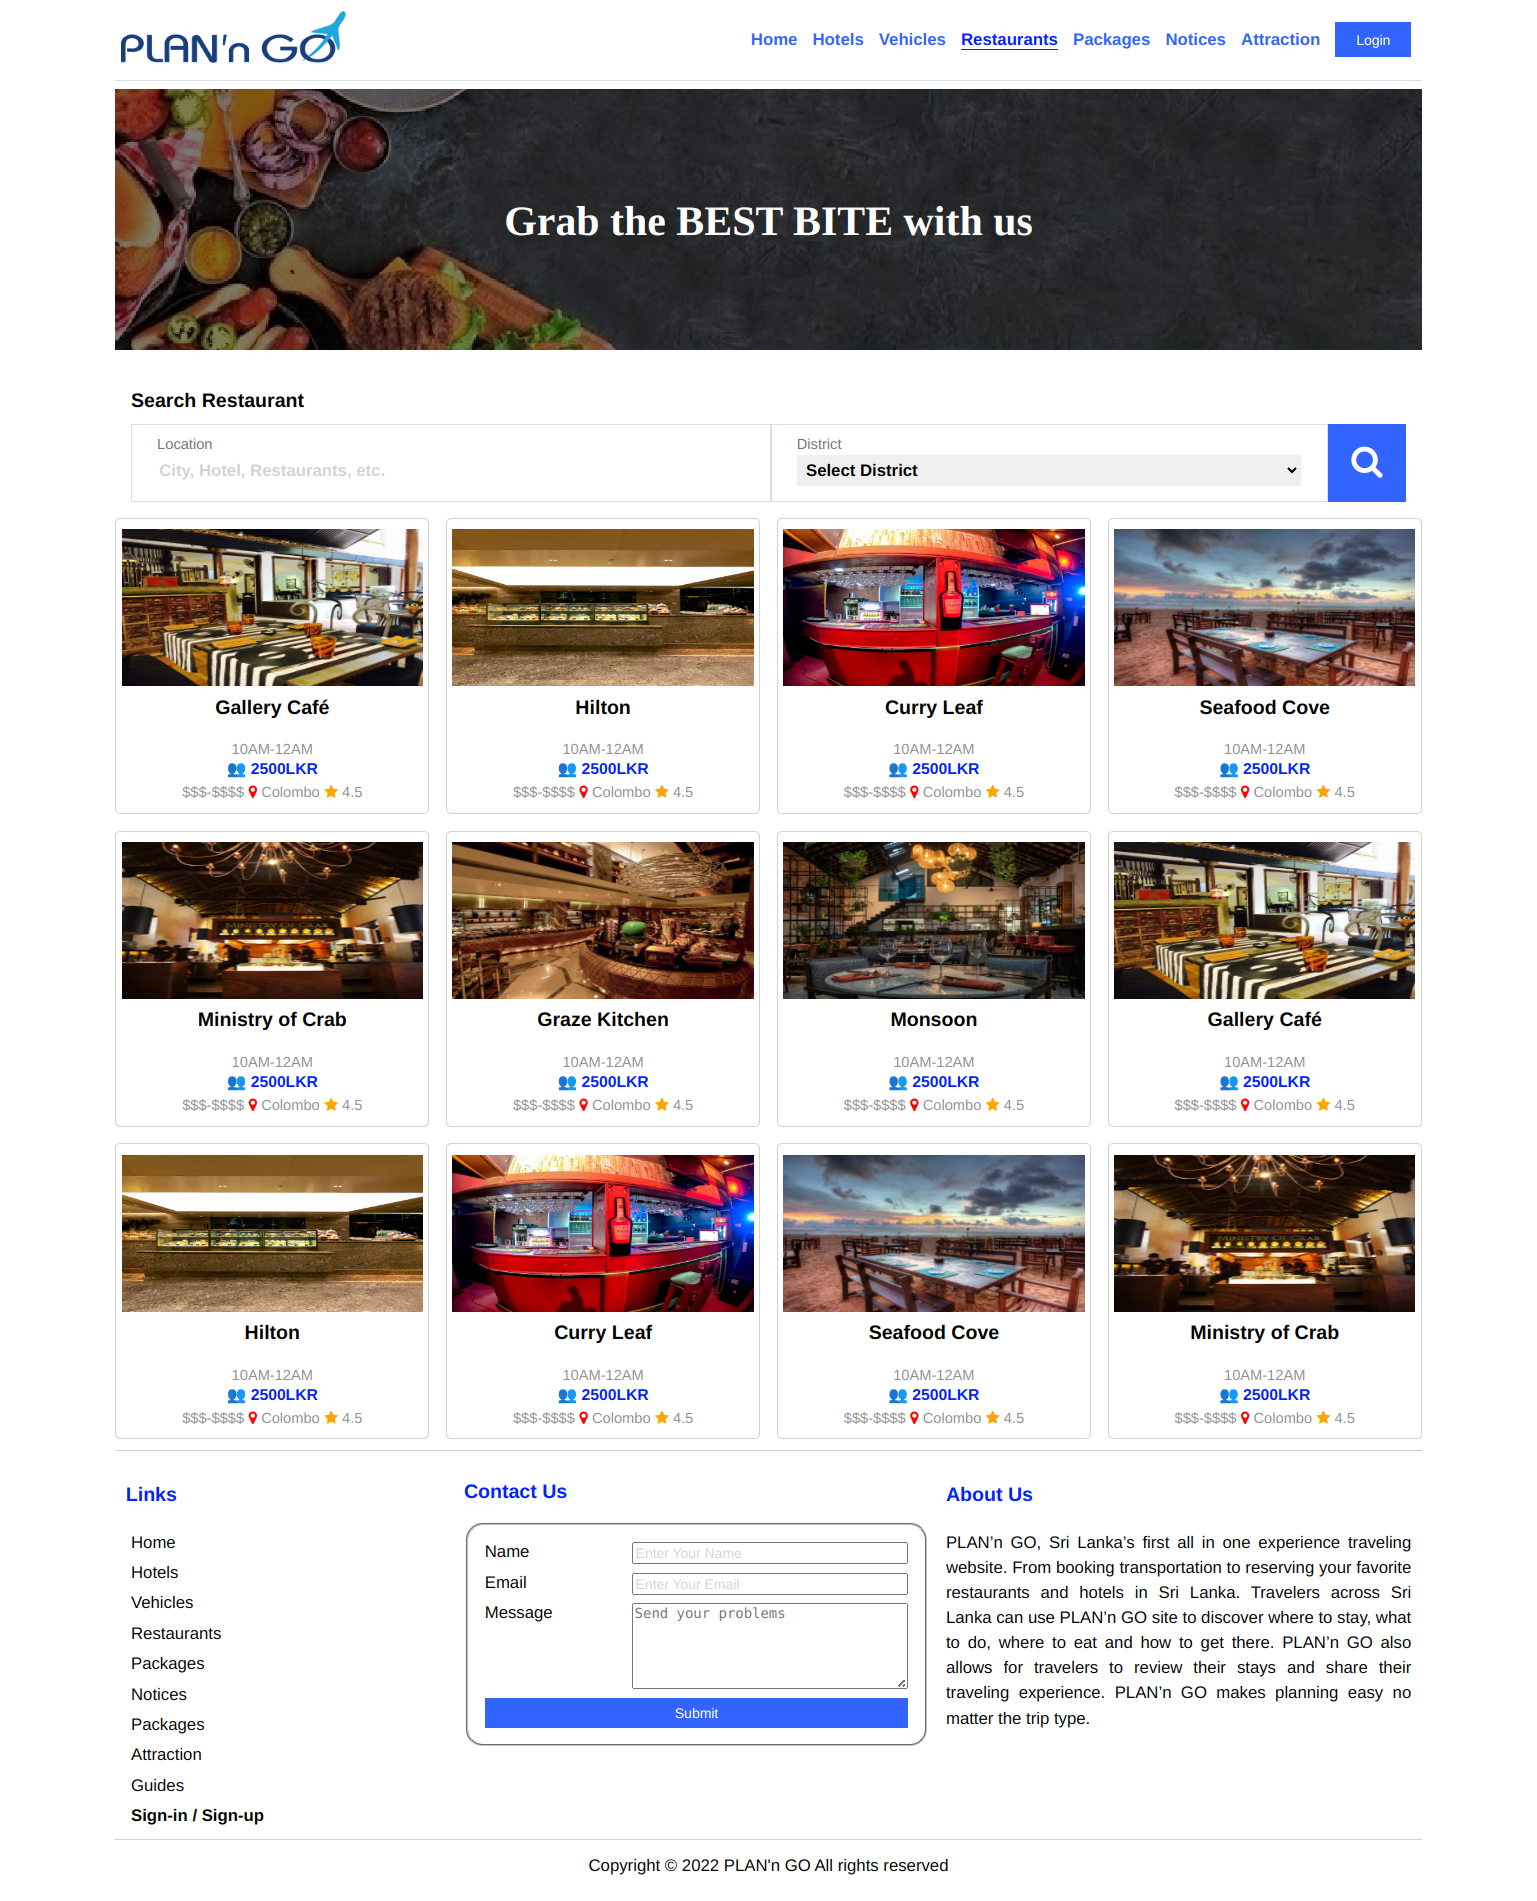 PLAN'n GO
Home Hotels Vehicles Restaurants Packages Notices Attraction Login
Grab the BEST BITE with us
Search Restaurant
Location
City, Hotel, Restaurants, etc.
District
Select District
Gallery Café Hilton Curry Leaf Seafood Cove
10AM-12AM 10AM-12AM 10AM-12AM 10AM-12AM
👥 2500LKR 👥 2500LKR 👥 2500LKR 👥 2500LKR
$$$-$$$$ Colombo 4.5 $$$-$$$$ Colombo 4.5 $$$-$$$$ Colombo 4.5 $$$-$$$$ Colombo 4.5
MINISTRY OF CRAB
Ministry of Crab Graze Kitchen Monsoon Gallery Café
10AM-12AM 10AM-12AM 10AM-12AM 10AM-12AM
👥 2500LKR 👥 2500LKR 👥 2500LKR 👥 2500LKR
$$$-$$$$ Colombo 4.5 $$$-$$$$ Colombo 4.5 $$$-$$$$ Colombo 4.5 $$$-$$$$ Colombo 4.5
MINISTRY OF CRAB
Hilton Curry Leaf Seafood Cove Ministry of Crab
10AM-12AM 10AM-12AM 10AM-12AM 10AM-12AM
👥 2500LKR 👥 2500LKR 👥 2500LKR 👥 2500LKR
$$$-$$$$ Colombo 4.5 $$$-$$$$ Colombo 4.5 $$$-$$$$ Colombo 4.5 $$$-$$$$ Colombo 4.5
Links
Home
Hotels
Vehicles
Restaurants
Packages
Notices
Packages
Attraction
Guides
Sign-in / Sign-up
Contact Us
Name Enter Your Name
Email Enter Your Email
Message Send your problems
Submit
About Us
PLAN’n GO, Sri Lanka’s first all in one experience traveling
website. From booking transportation to reserving your favorite
restaurants and hotels in Sri Lanka. Travelers across Sri
Lanka can use PLAN’n GO site to discover where to stay, what
to do, where to eat and how to get there. PLAN’n GO also
allows for travelers to review their stays and share their
traveling experience. PLAN’n GO makes planning easy no
matter the trip type.
Copyright © 2022 PLAN'n GO All rights reserved